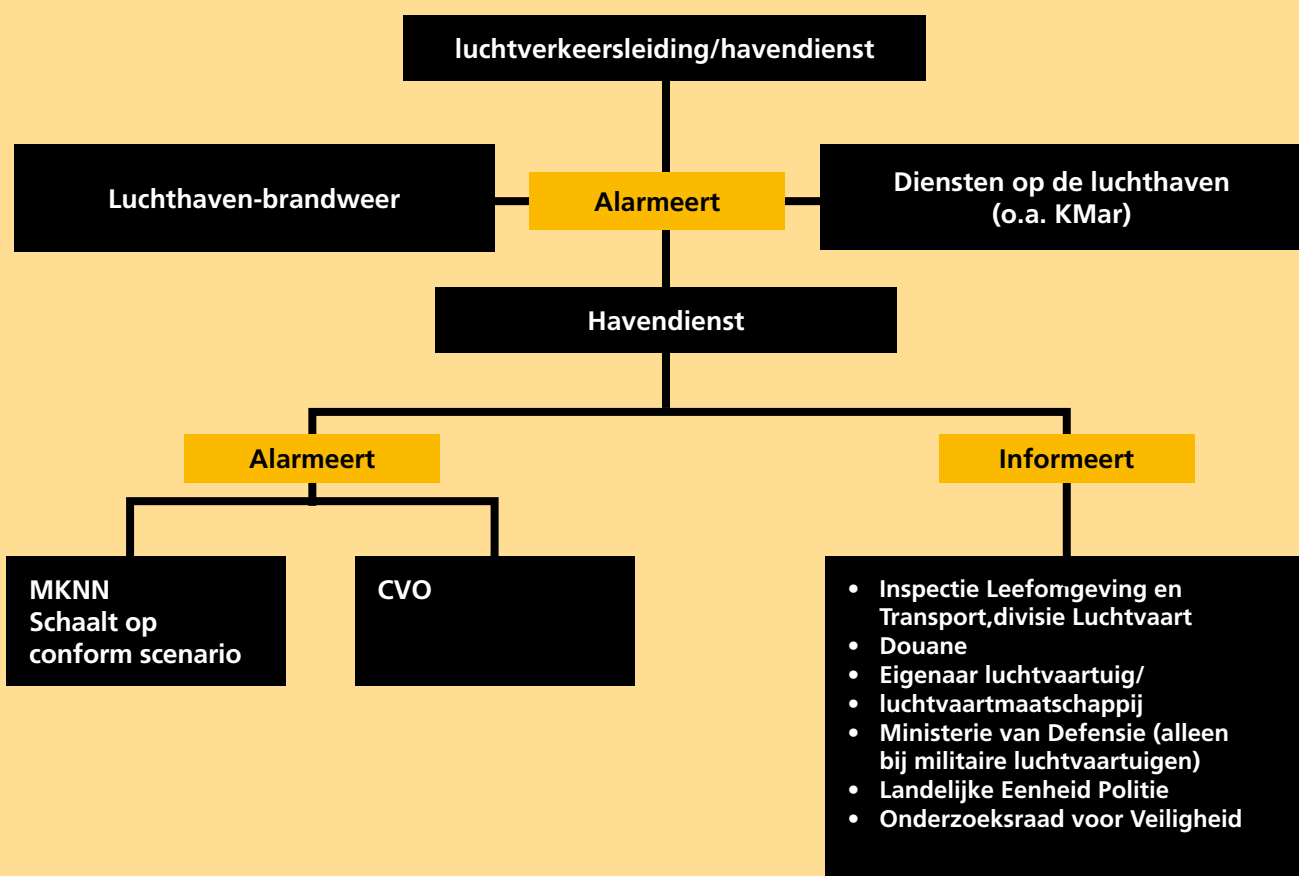 luchtverkeersleiding/havendienst
Luchthaven-brandweer
Alarmeert
Diensten op de luchthaven
(o.a. KMar)
Havendienst
Alarmeert
Informeert
MKNN
Schaalt op
conform scenario
CVO
• Inspectie Leefomgeving en
Transport,divisie Luchtvaart
• Douane
• Eigenaar luchtvaartuig/
• luchtvaartmaatschappij
• Ministerie van Defensie (alleen
bij militaire luchtvaartuigen)
• Landelijke Eenheid Politie
• Onderzoeksraad voor Veiligheid